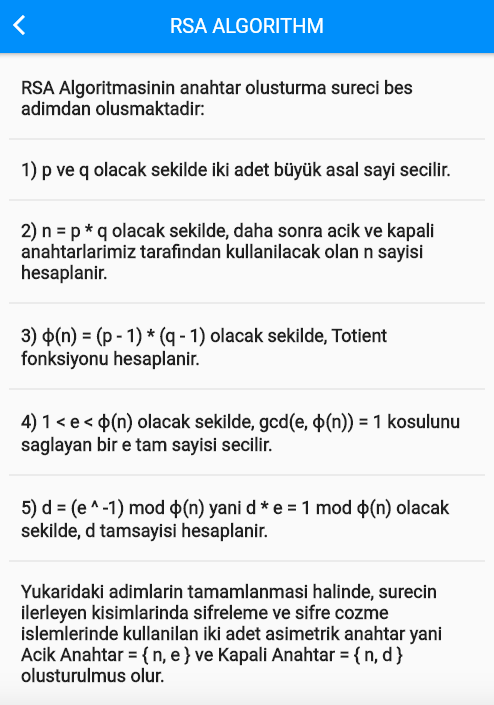 RSA ALGORITHM
RSA Algoritmasinin anahtar olusturma sureci bes
adimdan olusmaktadir:
1) p ve q olacak sekilde iki adet büyük asal sayi secilir.
2) n = p * q olacak sekilde, daha sonra acik ve kapali
anahtarlarimiz tarafından kullanilacak olan n sayisi
hesaplanir.
3) ϕ(n) = (p - 1) * (q - 1) olacak sekilde, Totient
fonksiyonu hesaplanir.
4) 1 < e < ϕ(n) olacak sekilde, gcd(e, ϕ(n)) = 1 kosulunu
saglayan bir e tam sayisi secilir.
5) d = (e ^ -1) mod ϕ(n) yani d * e = 1 mod ϕ(n) olacak
sekilde, d tamsayisi hesaplanir.
Yukaridaki adimlarin tamamlanmasi halinde, surecin
ilerleyen kisimlarinda sifreleme ve sifre cozme
islemlerinde kullanilan iki adet asimetrik anahtar yani
Acik Anahtar = { n, e } ve Kapali Anahtar = { n, d }
olusturulmus olur.